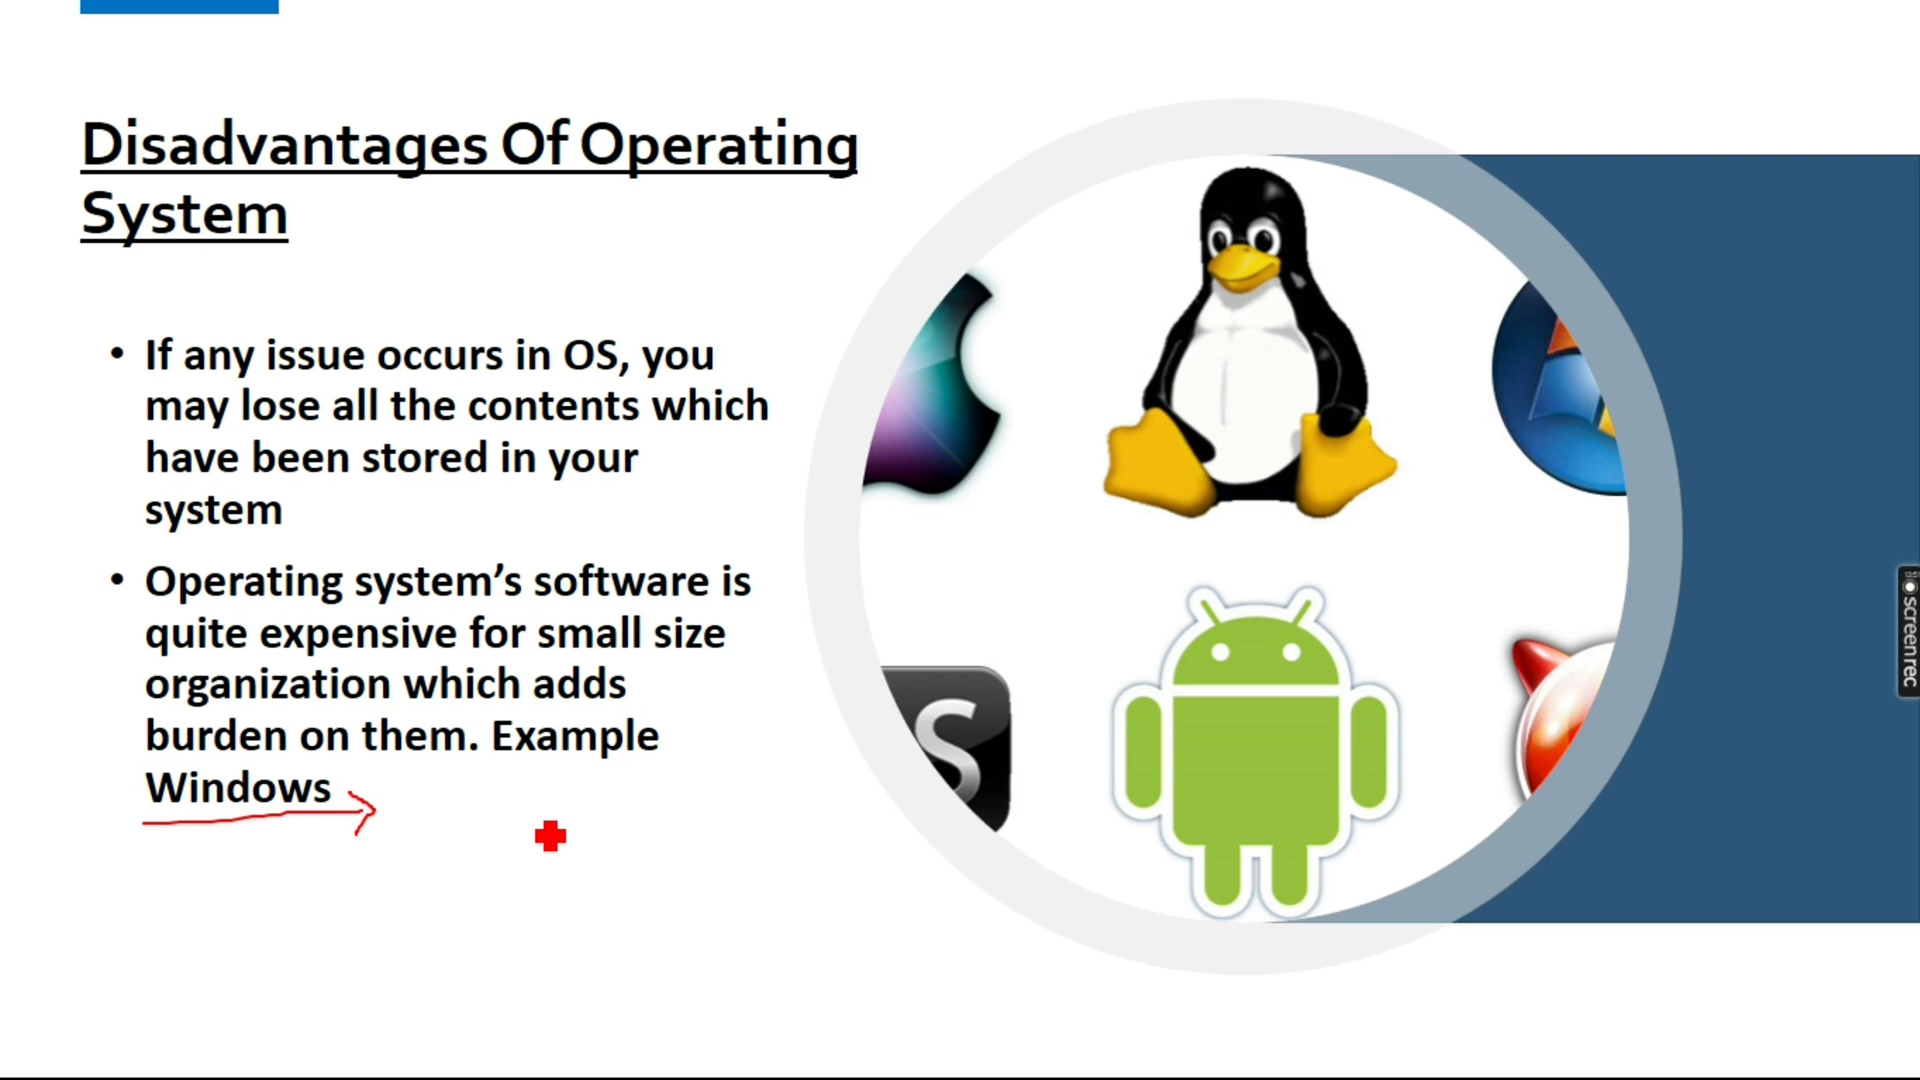 Disadvantages Of Operating
System
• If any issue occurs in OS, you
may lose all the contents which
have been stored in your
system
• Operating system’s software is
quite expensive for small size
organization which adds
burden on them. Example
Windows
S
screenrec